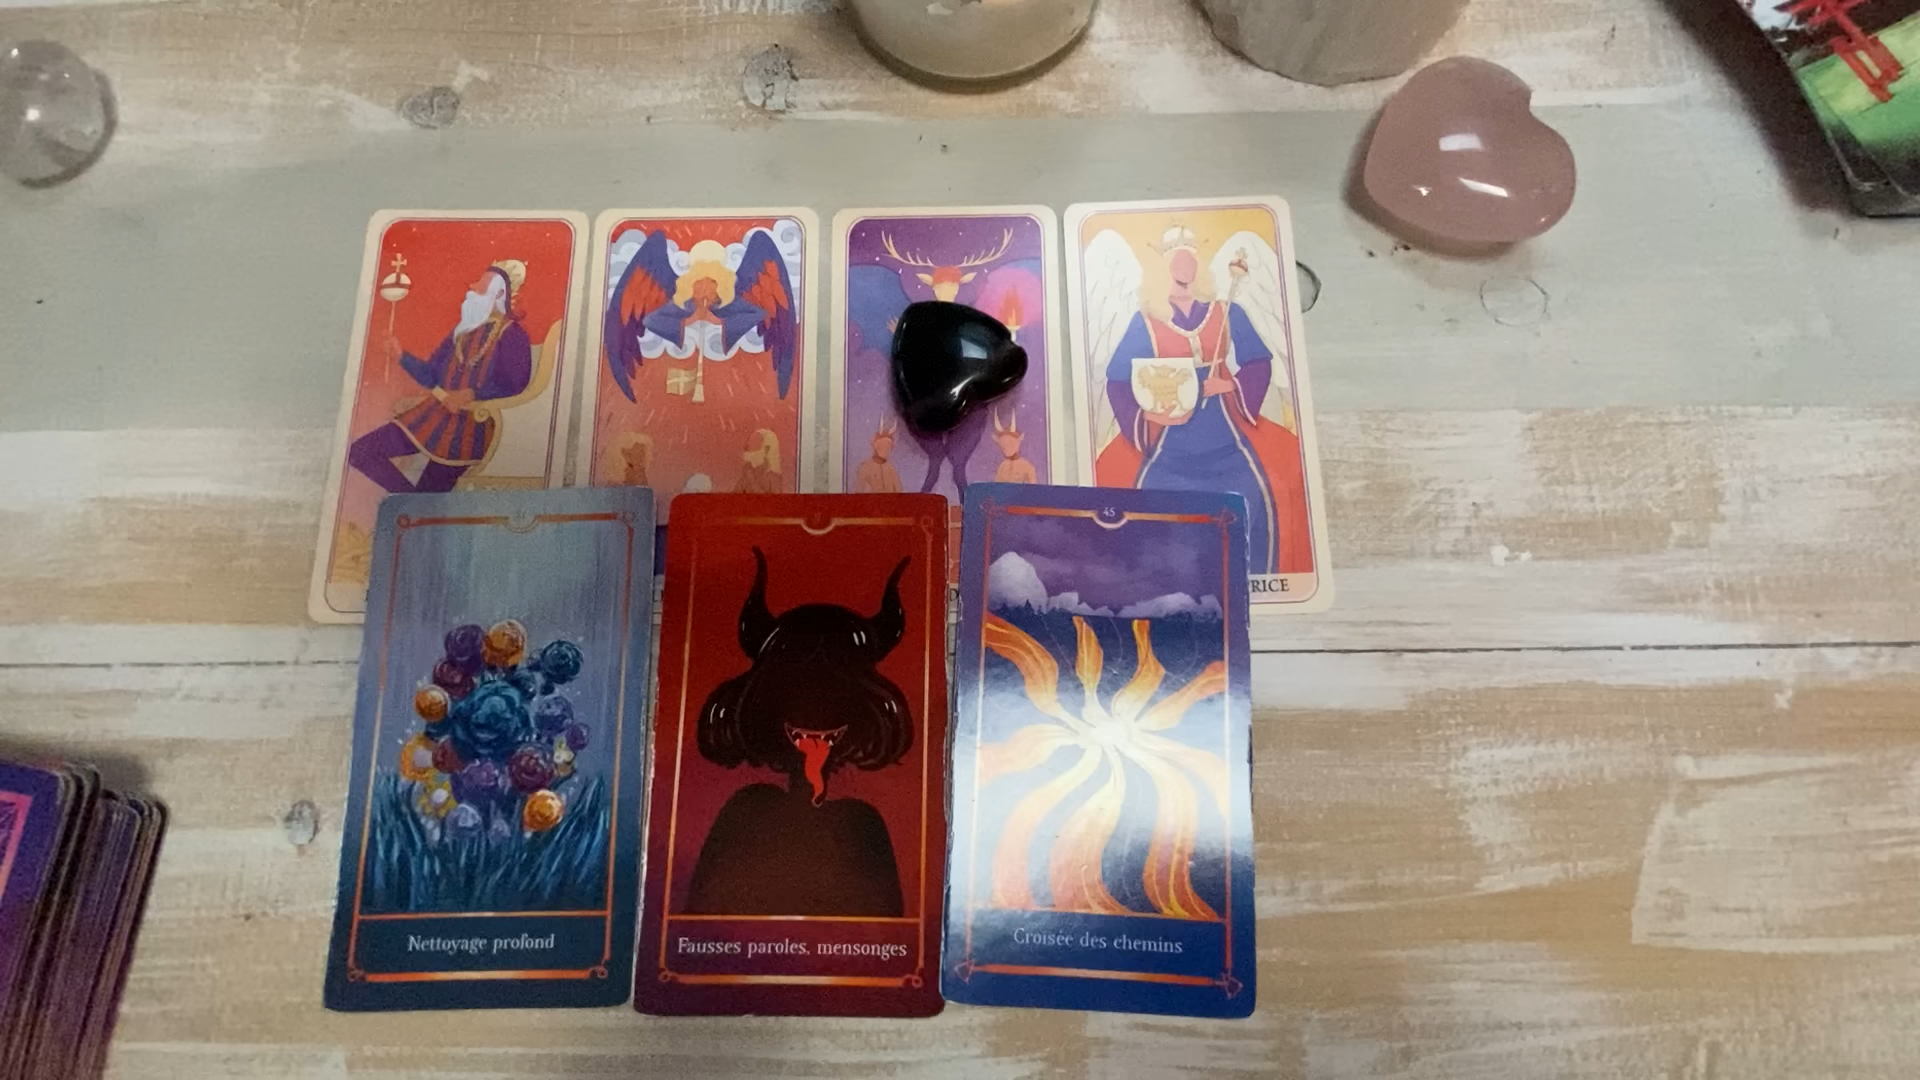 RICE
45
Nettoyage profond
Fausses paroles, mensonges
Croisée des chemins